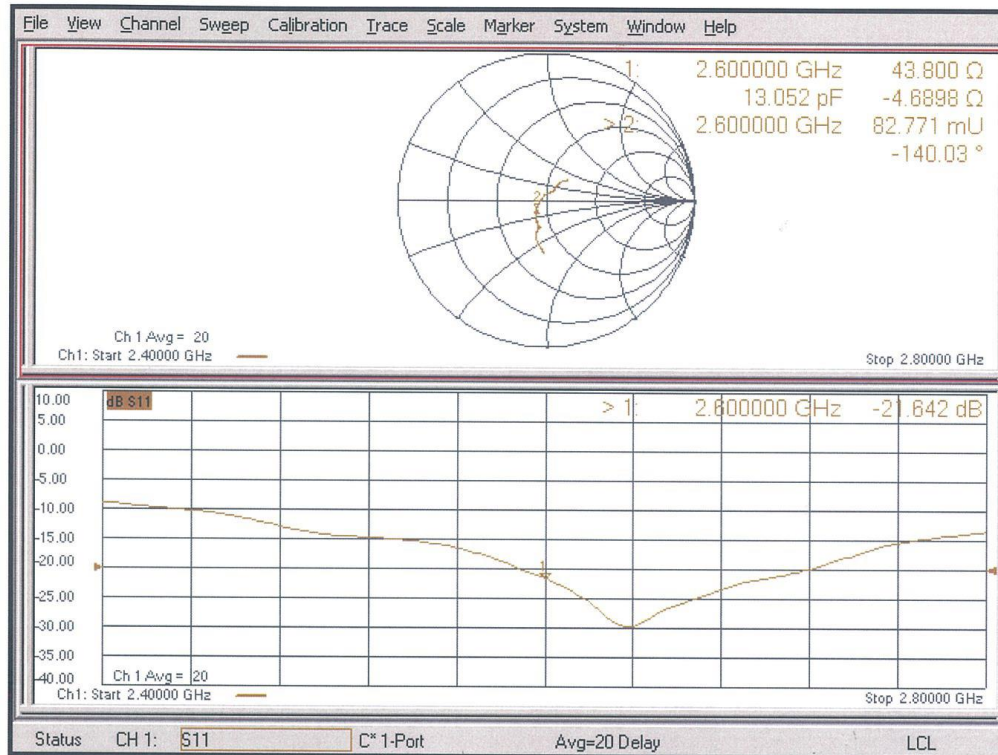 File View Channel Sweep Calibration Trace Scale Marker System Window Help
1: 2.600000 GHz 43.800 Ω
13.052 pF -4.6898 Ω
> 2: 2.600000 GHz 82.771 mU
-140.03 °
2
Ch 1 Avg = 20
Ch1: Start 2.40000 GHz
Stop 2.80000 GHz
10.00
dB S11
> 1: 2.600000 GHz -21.642 dB
5.00
0.00
-5.00
-10.00
-15.00
-20.00
1
-25.00
-30.00
-35.00
-40.00
Ch 1 Avg = 20
Ch1: Start 2.40000 GHz
Stop 2.80000 GHz
Status CH 1: S11 C* 1-Port Avg=20 Delay LCL